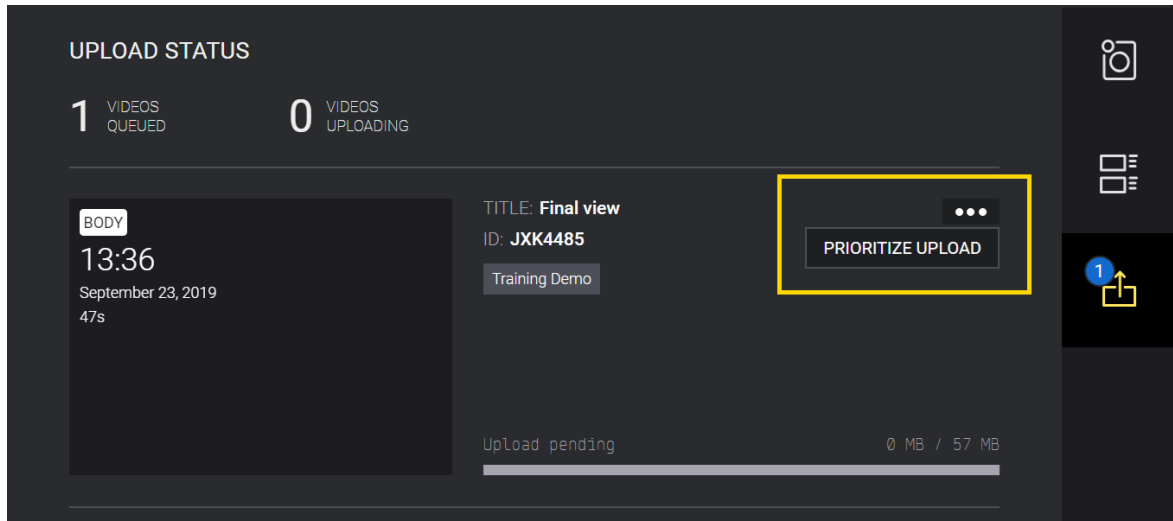 UPLOAD STATUS
1 VIDEOS QUEUED
0 VIDEOS UPLOADING
BODY
13:36
September 23, 2019
47s
TITLE: Final view
ID: JXK4485
Training Demo
•••
PRIORITIZE UPLOAD
1
Upload pending
0 MB / 57 MB